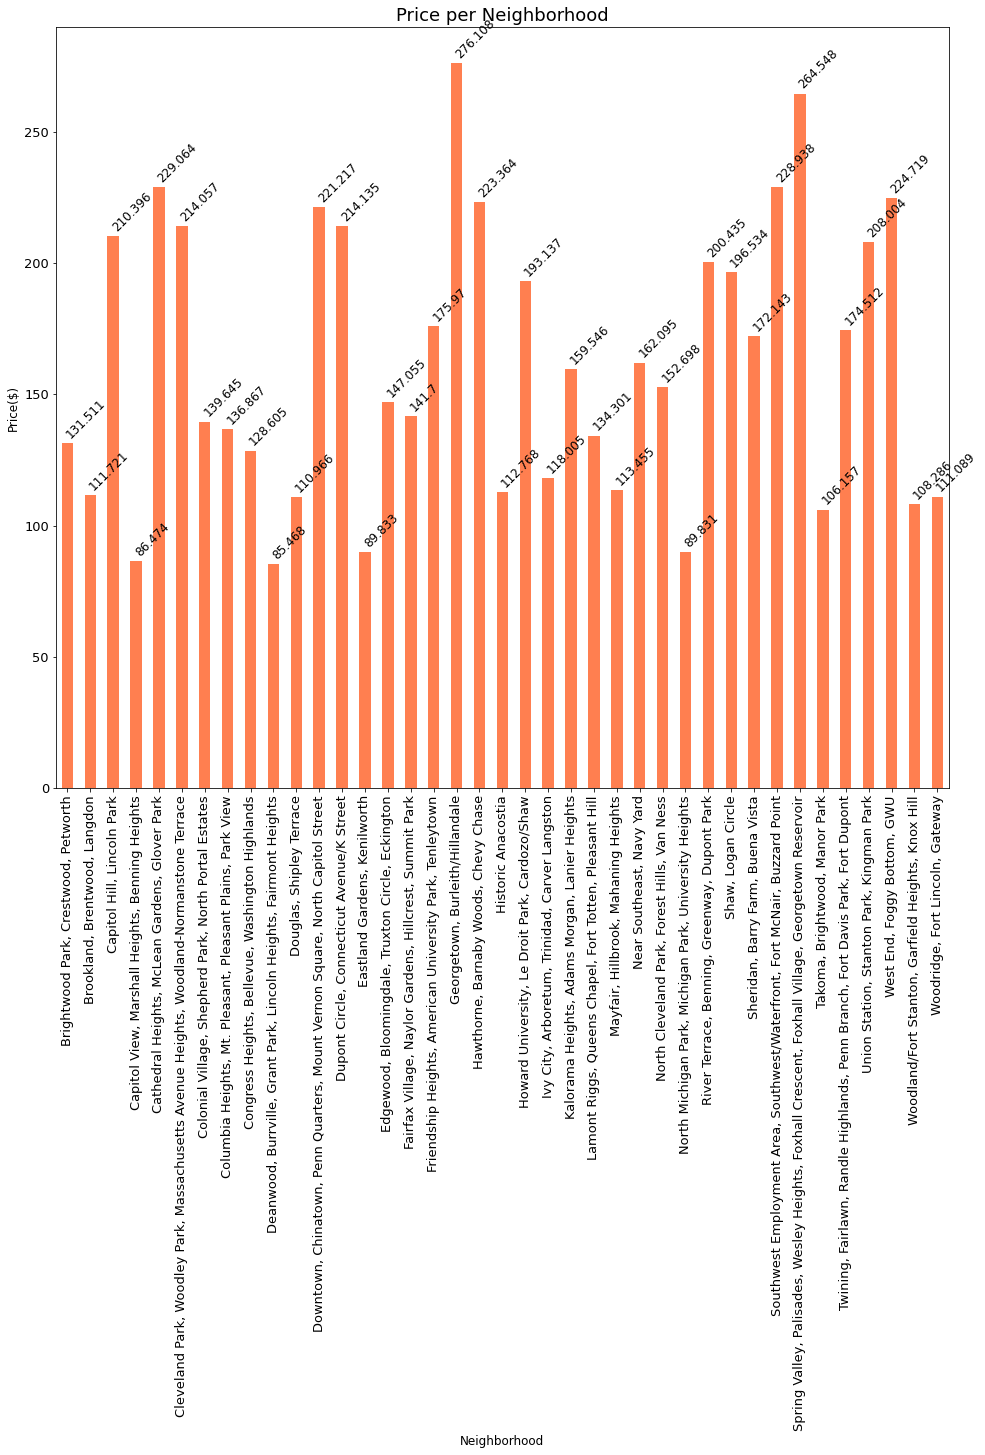 Price per Neighborhood
Price($)
250
200
150
100
50
0
131.511
111.721
210.396
86.474
229.064
214.057
139.645
136.867
128.605
85.468
110.966
221.217
214.135
89.833
147.055
141.7
175.97
276.108
223.364
112.768
193.137
118.005
159.546
134.301
113.455
162.095
152.698
89.831
200.435
196.534
172.143
228.938
264.548
106.157
174.512
208.004
224.719
108.286
111.089
Brightwood Park, Crestwood, Petworth
Brookland, Brentwood, Langdon
Capitol Hill, Lincoln Park
Capitol View, Marshall Heights, Benning Heights
Cathedral Heights, McLean Gardens, Glover Park
Cleveland Park, Woodley Park, Massachusetts Avenue Heights, Woodland-Normanstone Terrace
Colonial Village, Shepherd Park, North Portal Estates
Columbia Heights, Mt. Pleasant, Pleasant Plains, Park View
Congress Heights, Bellevue, Washington Highlands
Deanwood, Burrville, Grant Park, Lincoln Heights, Fairmont Heights
Douglas, Shipley Terrace
Downtown, Chinatown, Penn Quarters, Mount Vernon Square, North Capitol Street
Dupont Circle, Connecticut Avenue/K Street
Eastland Gardens, Kenilworth
Edgewood, Bloomingdale, Truxton Circle, Eckington
Fairfax Village, Naylor Gardens, Hillcrest, Summit Park
Friendship Heights, American University Park, Tenleytown
Georgetown, Burleith/Hillandale
Hawthorne, Barnaby Woods, Chevy Chase
Historic Anacostia
Howard University, Le Droit Park, Cardozo/Shaw
Ivy City, Arboretum, Trinidad, Carver Langston
Kalorama Heights, Adams Morgan, Lanier Heights
Lamont Riggs, Queens Chapel, Fort Totten, Pleasant Hill
Mayfair, Hillbrook, Mahaning Heights
Near Southeast, Navy Yard
North Cleveland Park, Forest Hills, Van Ness
North Michigan Park, Michigan Park, University Heights
River Terrace, Benning, Greenway, Dupont Park
Shaw, Logan Circle
Sheridan, Barry Farm, Buena Vista
Southwest Employment Area, Southwest/Waterfront, Fort McNair, Buzzard Point
Spring Valley, Palisades, Wesley Heights, Foxhall Crescent, Foxhall Village, Georgetown Reservoir
Takoma, Brightwood, Manor Park
Twining, Fairlawn, Randle Highlands, Penn Branch, Fort Davis Park, Fort Dupont
Union Station, Stanton Park, Kingman Park
West End, Foggy Bottom, GWU
Woodland/Fort Stanton, Garfield Heights, Knox Hill
Woodridge, Fort Lincoln, Gateway
Neighborhood